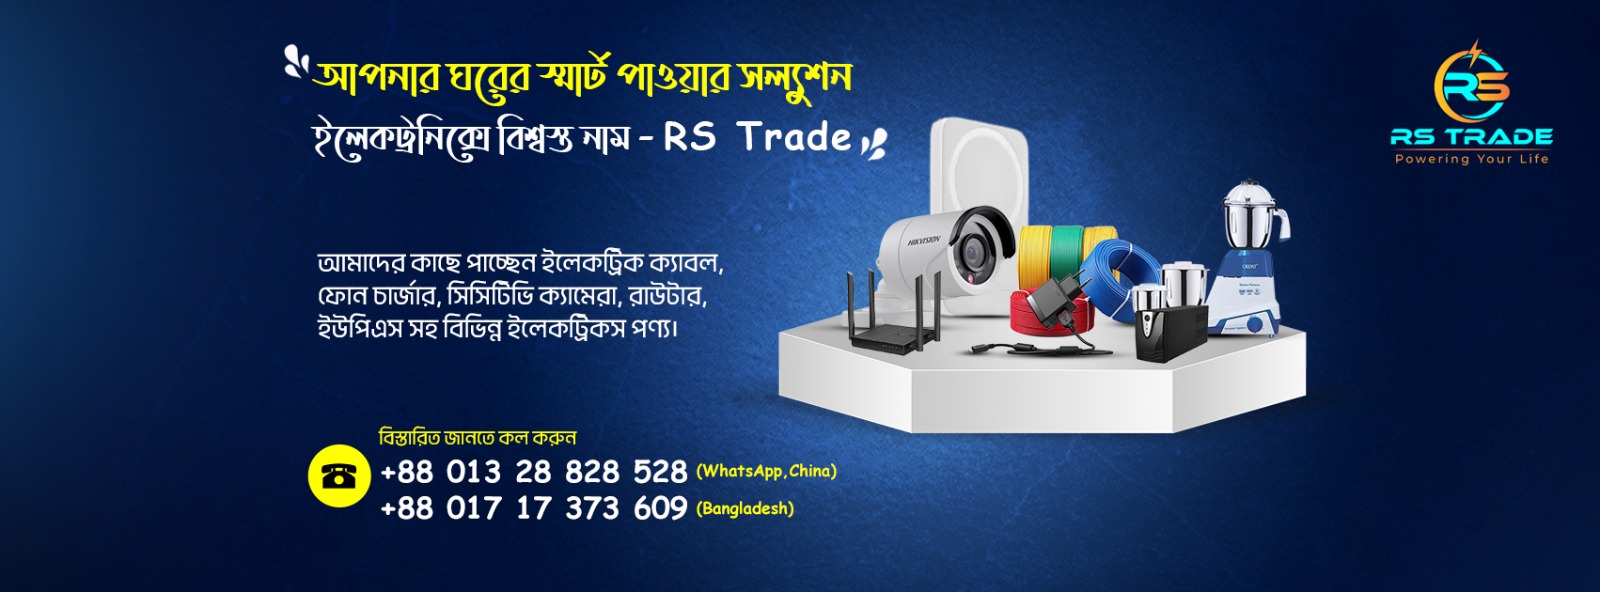 আপনার ঘরের স্মার্ট পাওয়ার সল্যুশন
ইলেকট্রনিক্সে বিশ্বস্ত নাম - RS Trade
RS
RS TRADE
Powering Your Life
HIKVISION
আমাদের কাছে পাচ্ছেন ইলেকট্রিক ক্যাবল,
ফোন চার্জার, সিসিটিভি ক্যামেরা, রাউটার,
ইউপিএস সহ বিভিন্ন ইলেকট্রিকস পণ্য।
বিস্তারিত জানতে কল করুন
+88 013 28 828 528 (WhatsApp,China)
+88 017 17 373 609 (Bangladesh)